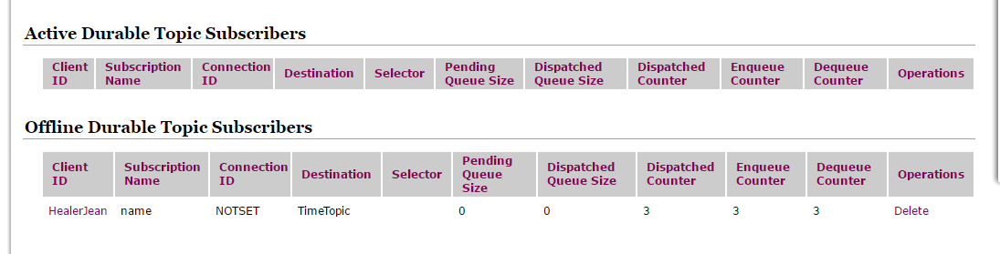 Active Durable Topic Subscribers
Client ID Subscription Name Connection ID Destination Selector Pending Queue Size Dispatched Queue Size Dispatched Counter Enqueue Counter Dequeue Counter Operations
Offline Durable Topic Subscribers
Client ID Subscription Name Connection ID Destination Selector Pending Queue Size Dispatched Queue Size Dispatched Counter Enqueue Counter Dequeue Counter Operations
HealerJean name NOTSET TimeTopic 0 0 3 3 3 Delete